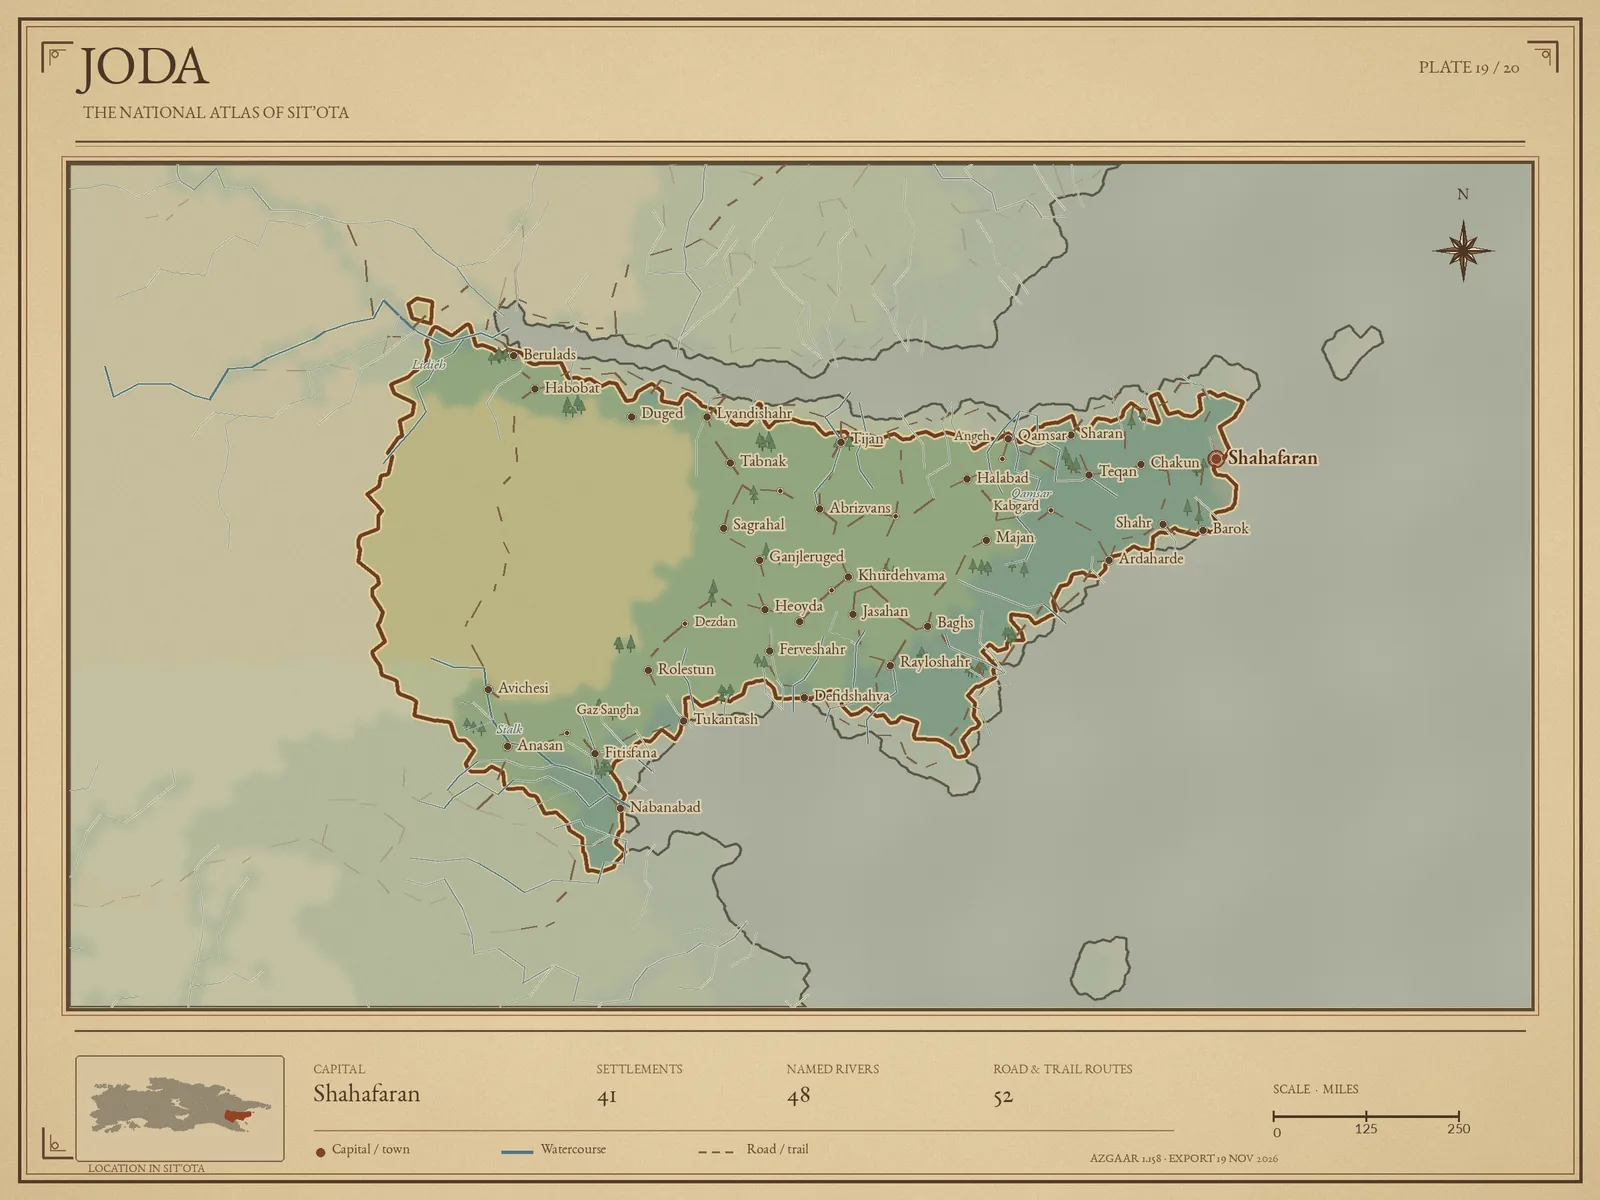 JODA
THE NATIONAL ATLAS OF SIT'OTA
PLATE 19 / 20
N
Lidieh
Berulads
Habobat
Duged
Lyandishahr
Tijan
Angeh
Qamsar
Sharan
Tabnak
Halabad
Teqan
Chakun
Shahafaran
Qamsar
Kabgard
Abrizvans
Sagrahal
Shahr
Barok
Majan
Ganjleruged
Ardaharde
Khurdehvama
Heoyda
Jasahan
Dezdan
Baghs
Ferveshahr
Rayloshahr
Rolestun
Avichesi
Defidshahva
Gaz Sangha
Tukantash
Stalk
Anasan
Fitisfana
Nabanabad
CAPITAL
Shahafaran
SETTLEMENTS
41
NAMED RIVERS
48
ROAD & TRAIL ROUTES
52
SCALE · MILES
0 125 250
Capital / town
Watercourse
Road / trail
AZGAAR 1.158 · EXPORT 19 NOV 2026
LOCATION IN SIT'OTA